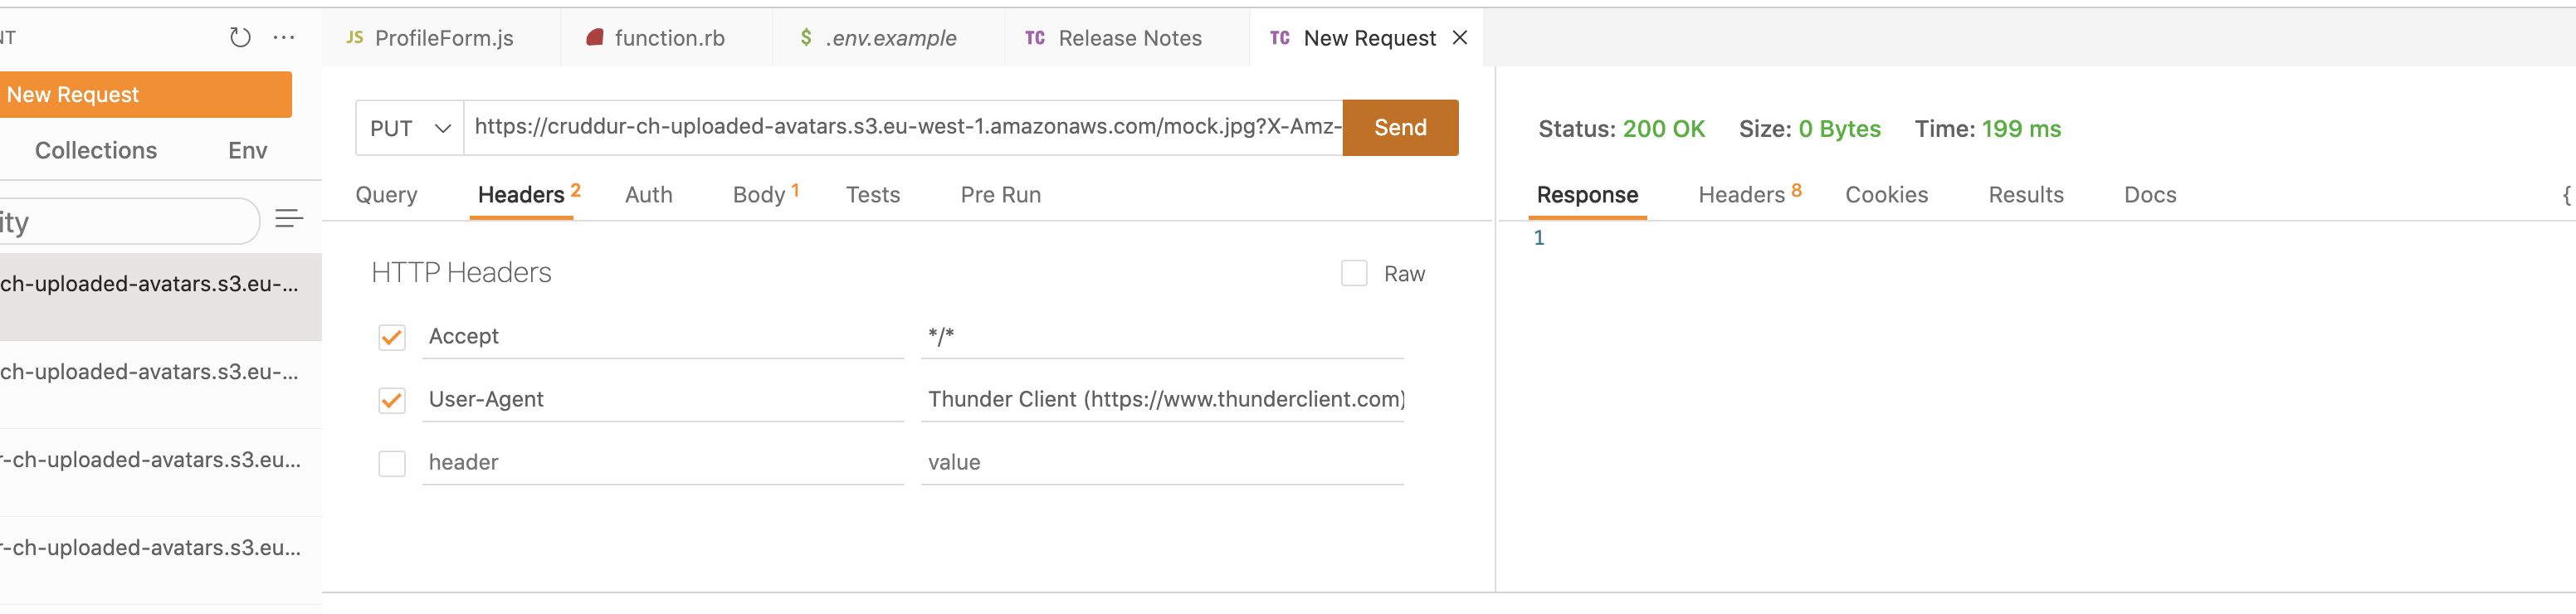 NT
New Request
Collections Env
ity
ch-uploaded-avatars.s3.eu-...
ch-uploaded-avatars.s3.eu-...
r-ch-uploaded-avatars.s3.eu...
r-ch-uploaded-avatars.s3.eu...
JS ProfileForm.js
function.rb
$ .env.example
TC Release Notes
TC New Request
PUT https://cruddur-ch-uploaded-avatars.s3.eu-west-1.amazonaws.com/mock.jpg?X-Amz- Send
Query Headers 2 Auth Body 1 Tests Pre Run
HTTP Headers Raw
Accept */*
User-Agent Thunder Client (https://www.thunderclient.com)
header value
Status: 200 OK Size: 0 Bytes Time: 199 ms
Response Headers 8 Cookies Results Docs {
1